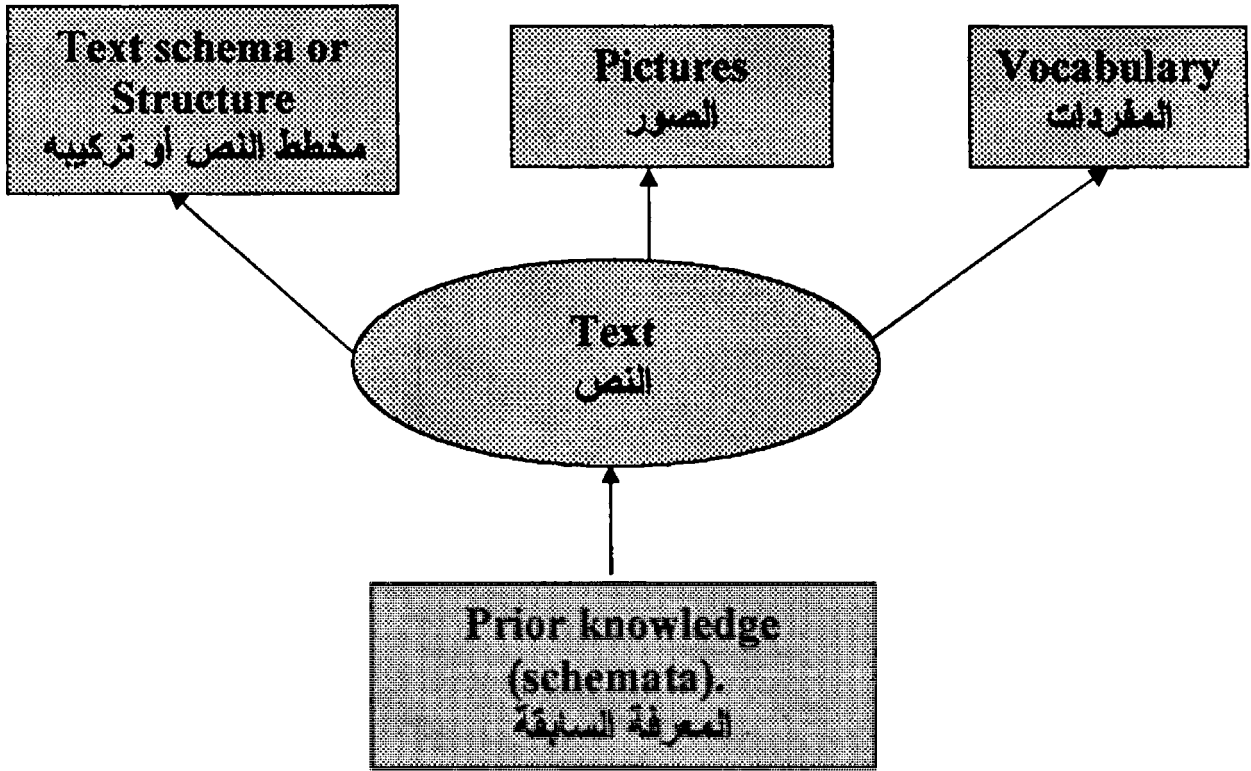 Text schema or
Structure
مخطط النص أو تركيبه
Pictures
الصور
Vocabulary
المفردات
Text
النص
Prior knowledge
(schemata).
المعرفة السابقة